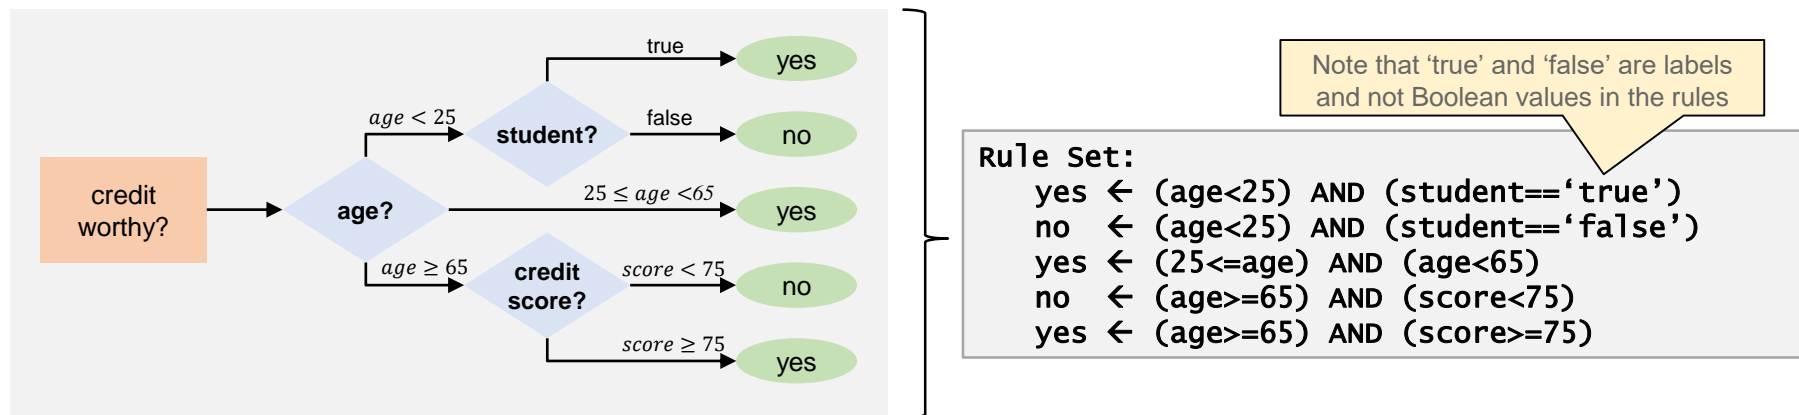 credit
worthy?
age?
age < 25
student?
true
yes
false
no
25 ≤ age <65
yes
age ≥ 65
credit
score?
score < 75
no
score ≥ 75
yes
Note that ‘true’ and ‘false’ are labels
and not Boolean values in the rules
Rule Set:
yes ← (age<25) AND (student==‘true’)
no ← (age<25) AND (student==‘false’)
yes ← (25<=age) AND (age<65)
no ← (age>=65) AND (score<75)
yes ← (age>=65) AND (score>=75)